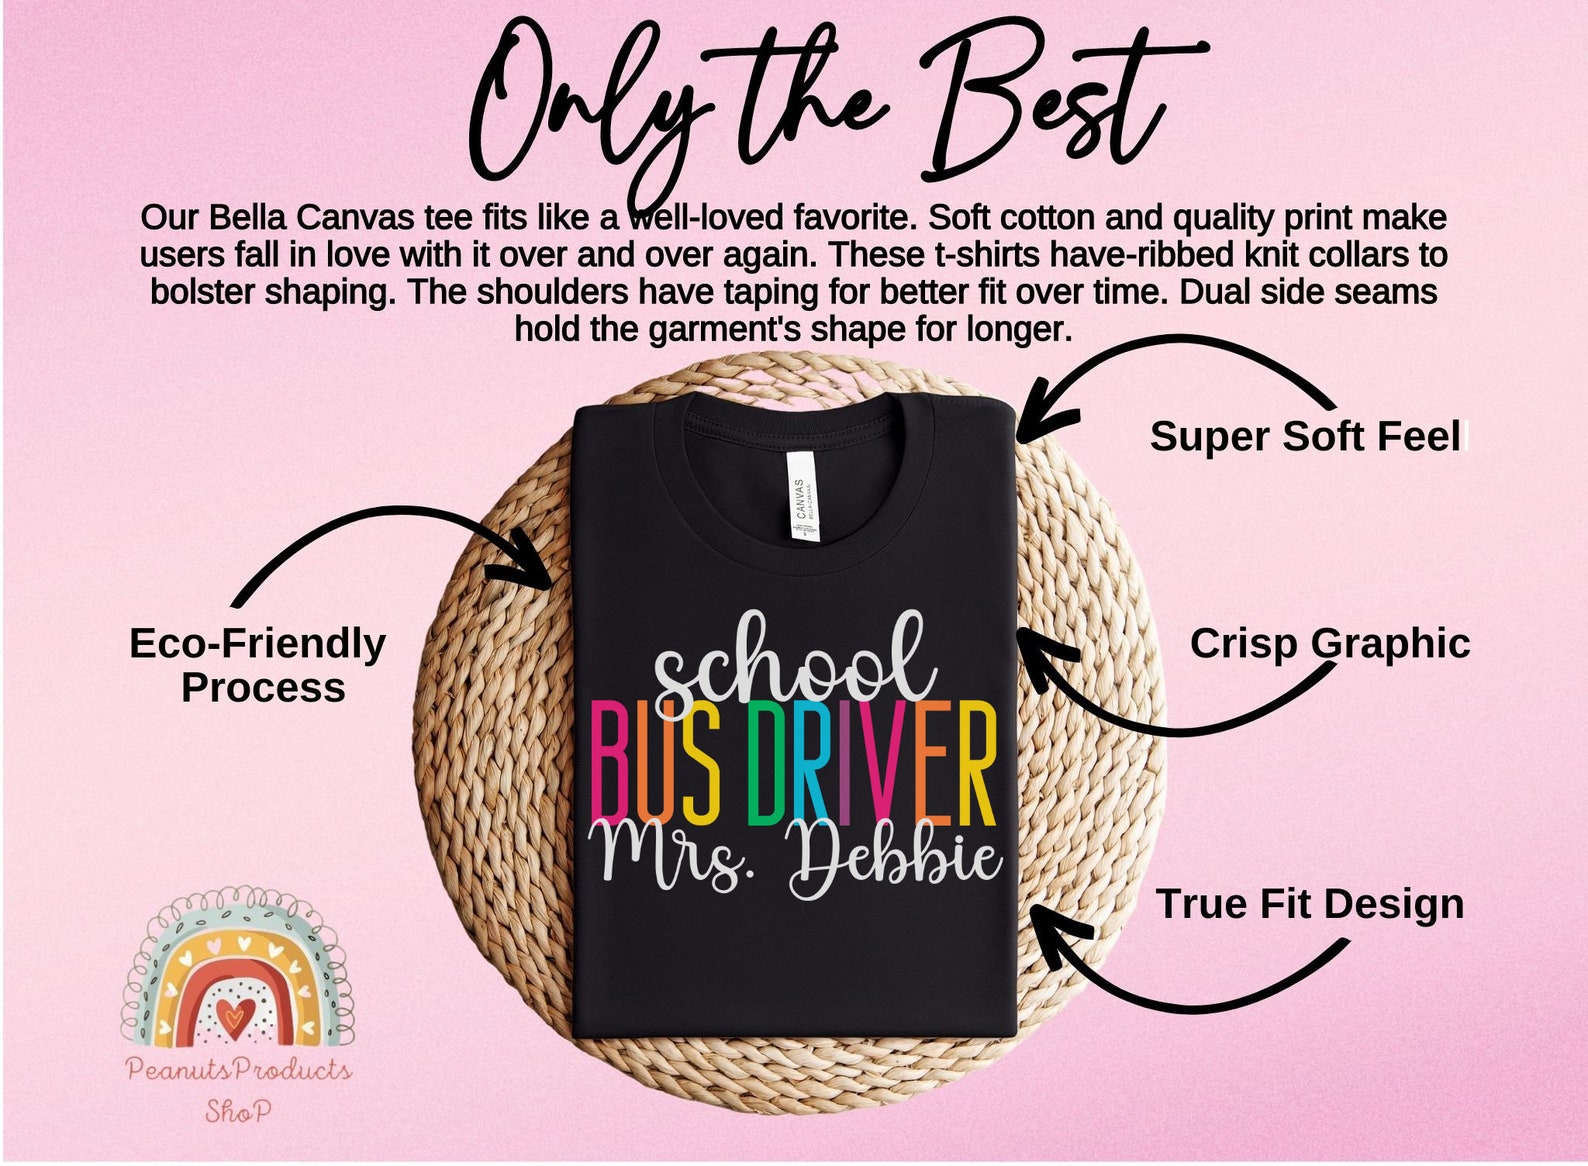 Only the Best
Our Bella Canvas tee fits like a well-loved favorite. Soft cotton and quality print make
users fall in love with it over and over again. These t-shirts have-ribbed knit collars to
bolster shaping. The shoulders have taping for better fit over time. Dual side seams
hold the garment's shape for longer.
Super Soft Feel
Eco-Friendly
Process
Crisp Graphic
True Fit Design
CANVAS
BELLA+CANVAS
school
BUS DRIVER
Mrs. Debbie
PeanutsProducts
ShoP